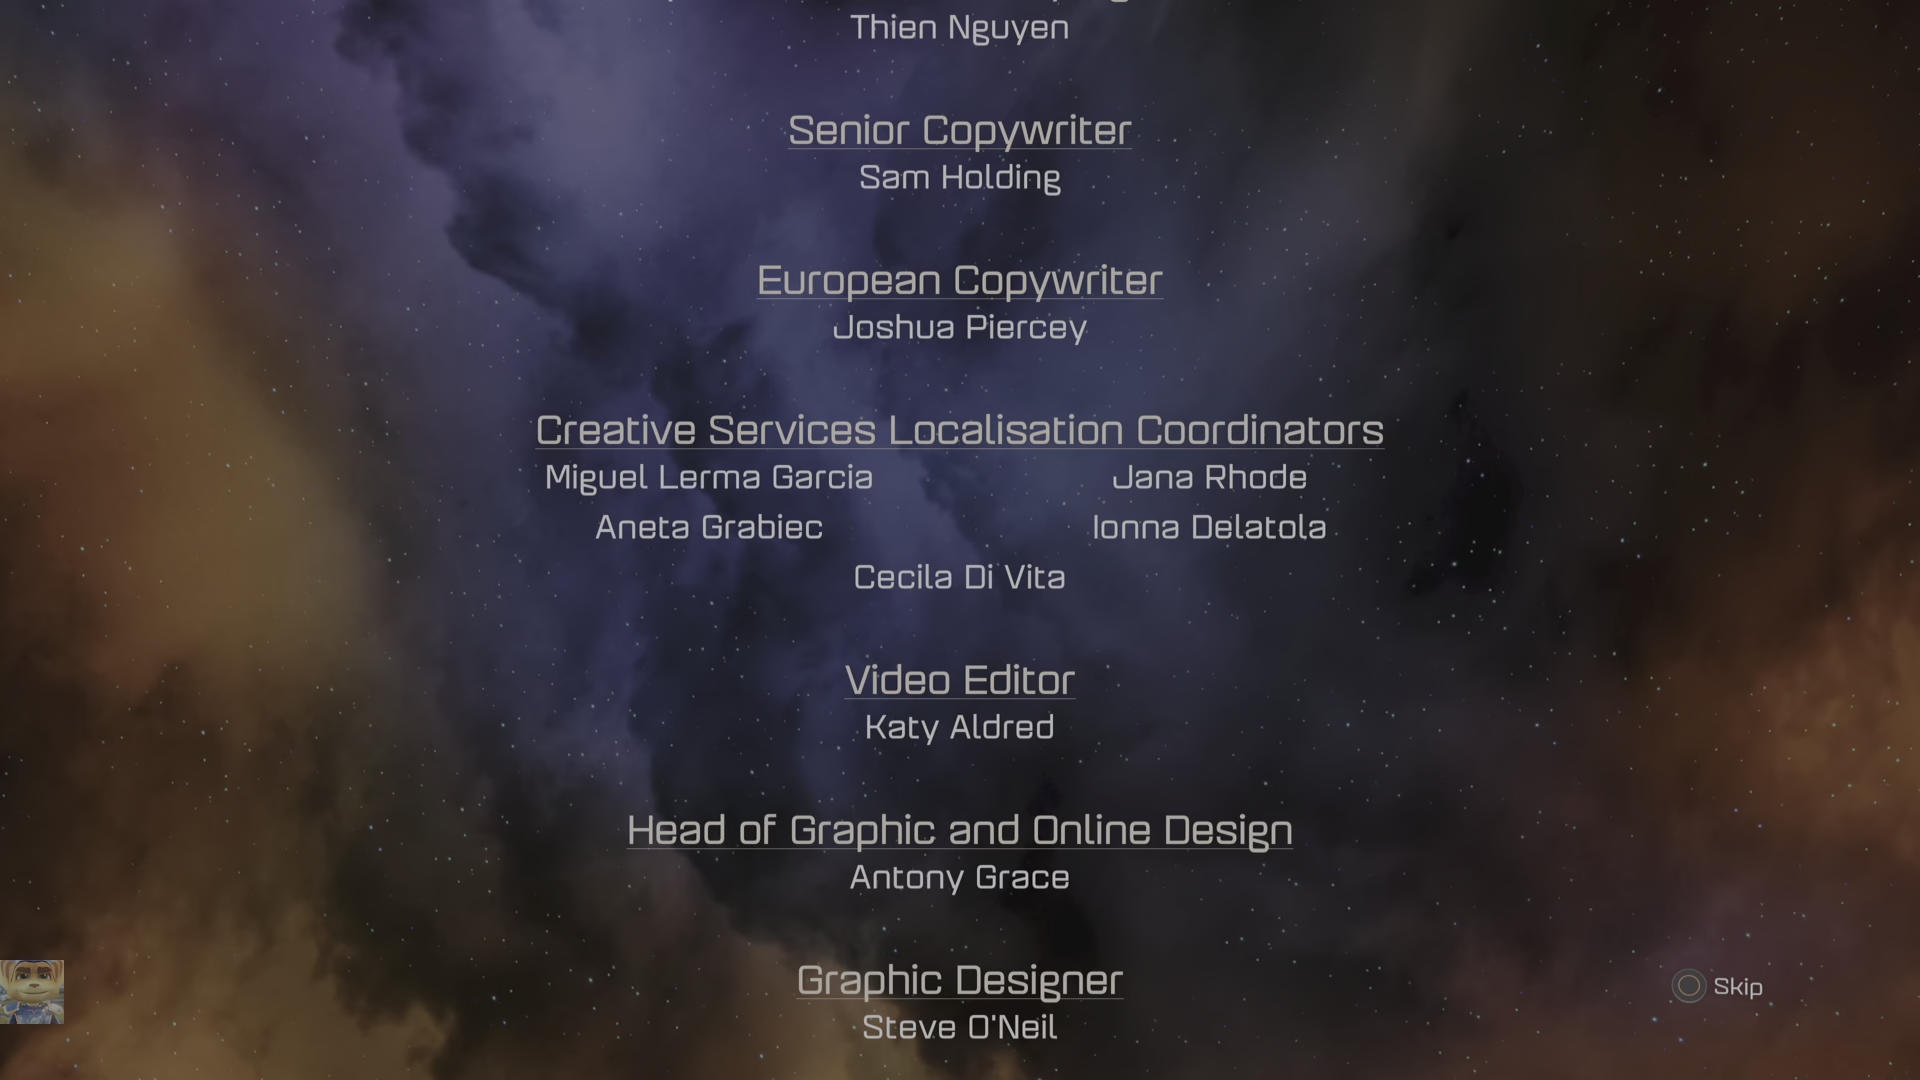 Thien Nguyen
Senior Copywriter
Sam Holding
European Copywriter
Joshua Piercey
Creative Services Localisation Coordinators
Miguel Lerma Garcia
Jana Rhode
Aneta Grabiec
Ionna Delatola
Cecila Di Vita
Video Editor
Katy Aldred
Head of Graphic and Online Design
Antony Grace
Graphic Designer
Steve O'Neil
Skip